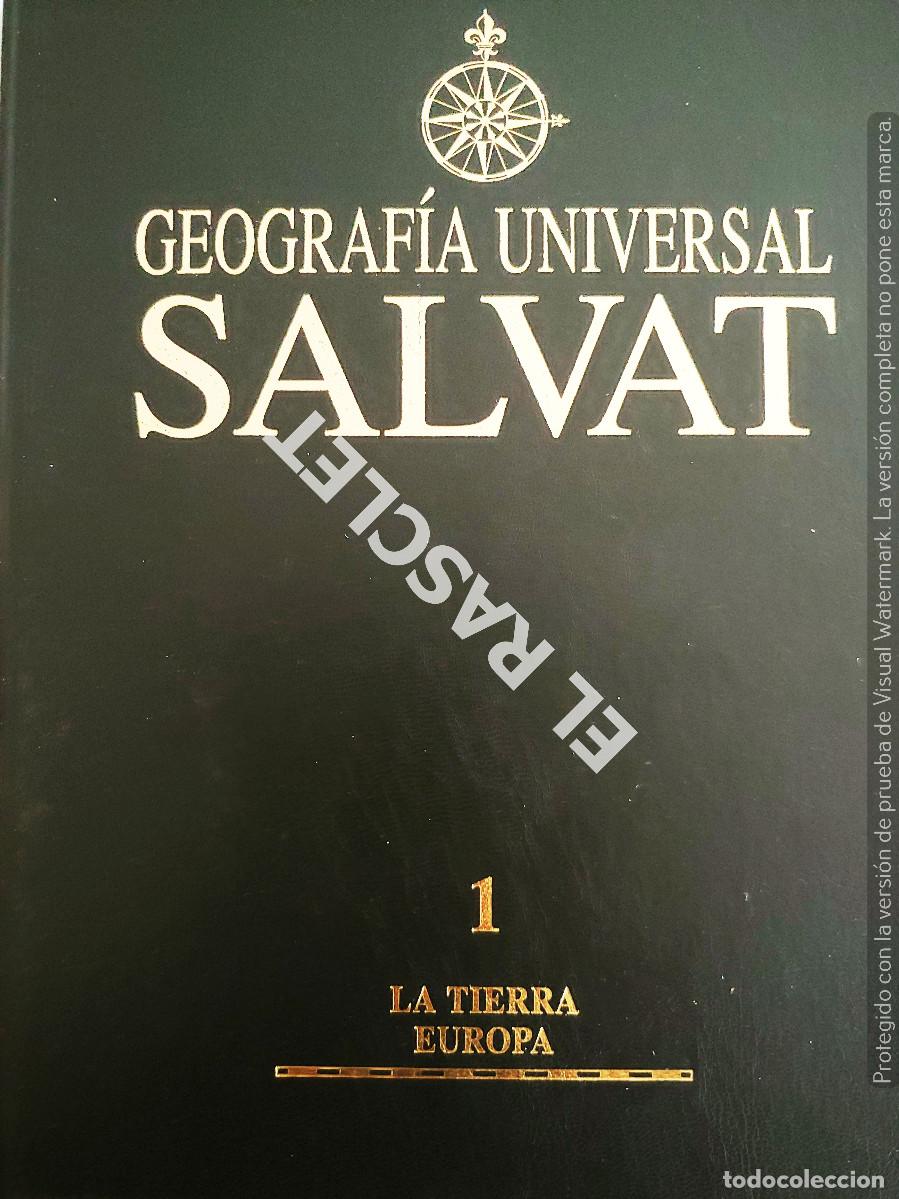 GEOGRAFÍA UNIVERSAL
SALVAT
EL RASCLET
1
LA TIERRA
EUROPA
Protegido con la versión de prueba de Visual Watermark. La versión completa no pone esta marca.
todocoleccion